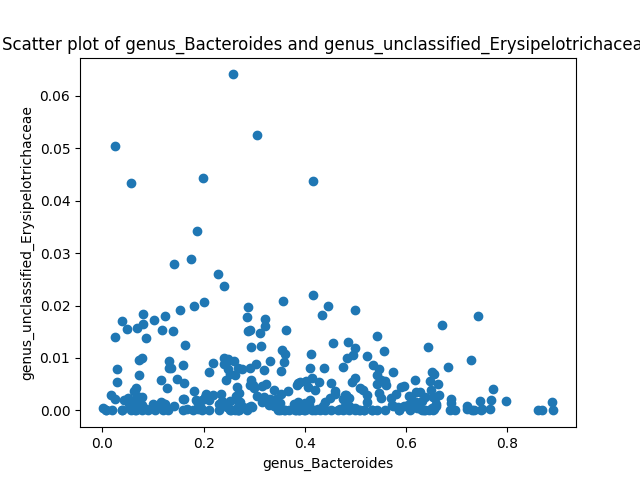 Scatter plot of genus_Bacteroides and genus_unclassified_Erysipelotrichacea
0.06
0.05
0.04
0.03
0.02
0.01
0.00
genus_unclassified_Erysipelotrichaceae
0.0 0.2 0.4 0.6 0.8
genus_Bacteroides